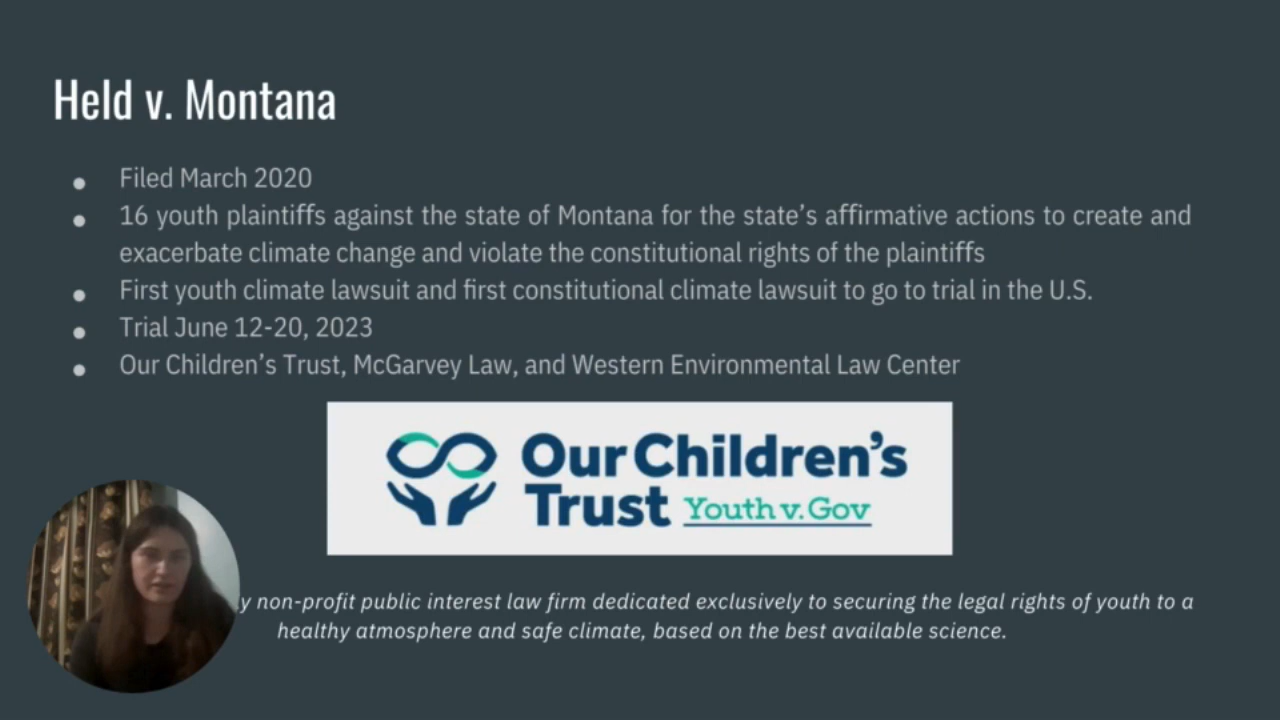 Held v. Montana
Filed March 2020
16 youth plaintiffs against the state of Montana for the state's affirmative actions to create and
exacerbate climate change and violate the constitutional rights of the plaintiffs
First youth climate lawsuit and first constitutional climate lawsuit to go to trial in the U.S.
Trial June 12-20, 2023
Our Children's Trust, McGarvey Law, and Western Environmental Law Center
Our Children's
Trust Youth v. Gov
non-profit public interest law firm dedicated exclusively to securing the legal rights of youth to a
healthy atmosphere and safe climate, based on the best available science.